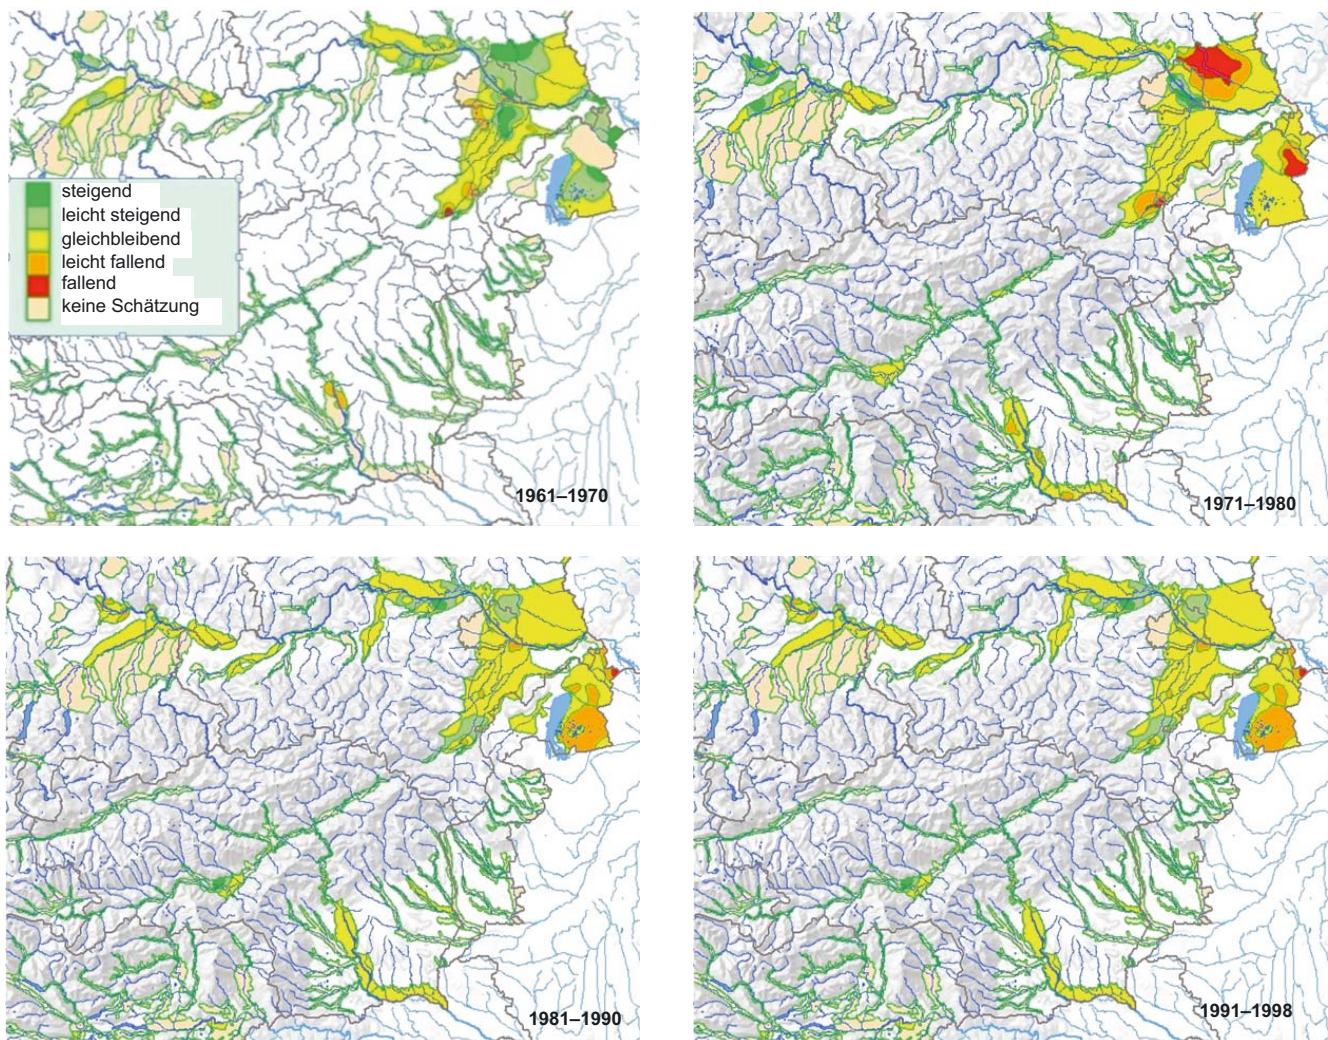 steigend
leicht steigend
gleichbleibend
leicht fallend
fallend
keine Schätzung
1961–1970
1971–1980
1981–1990
1991–1998